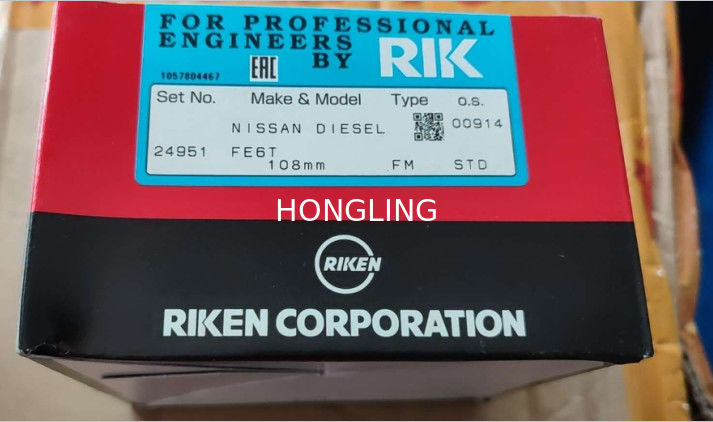 FOR PROFESSIONAL
ENGINEERS
BY RIK
1057804467 EAC
Set No. Make & Model Type O.S.
NISSAN DIESEL 00914
24951 FE6T
108mm FM STD
HONGLING
RIKEN
RIKEN CORPORATION